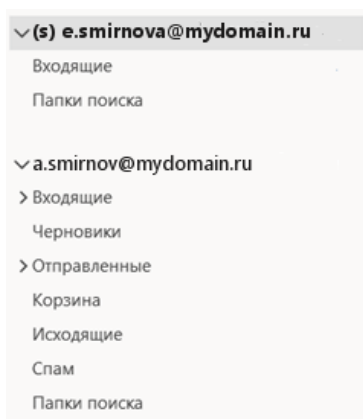 (s) e.smirnova@mydomain.ru
Входящие
Папки поиска
a.smirnov@mydomain.ru
Входящие
Черновики
Отправленные
Корзина
Исходящие
Спам
Папки поиска